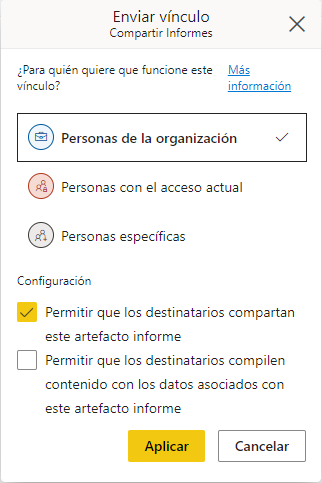 Enviar vínculo
Compartir Informes
¿Para quién quiere que funcione este
vínculo?
Más
información
Personas de la organización
Personas con el acceso actual
Personas específicas
Configuración
Permitir que los destinatarios compartan
este artefacto informe
Permitir que los destinatarios compilen
contenido con los datos asociados con
este artefacto informe
Aplicar
Cancelar